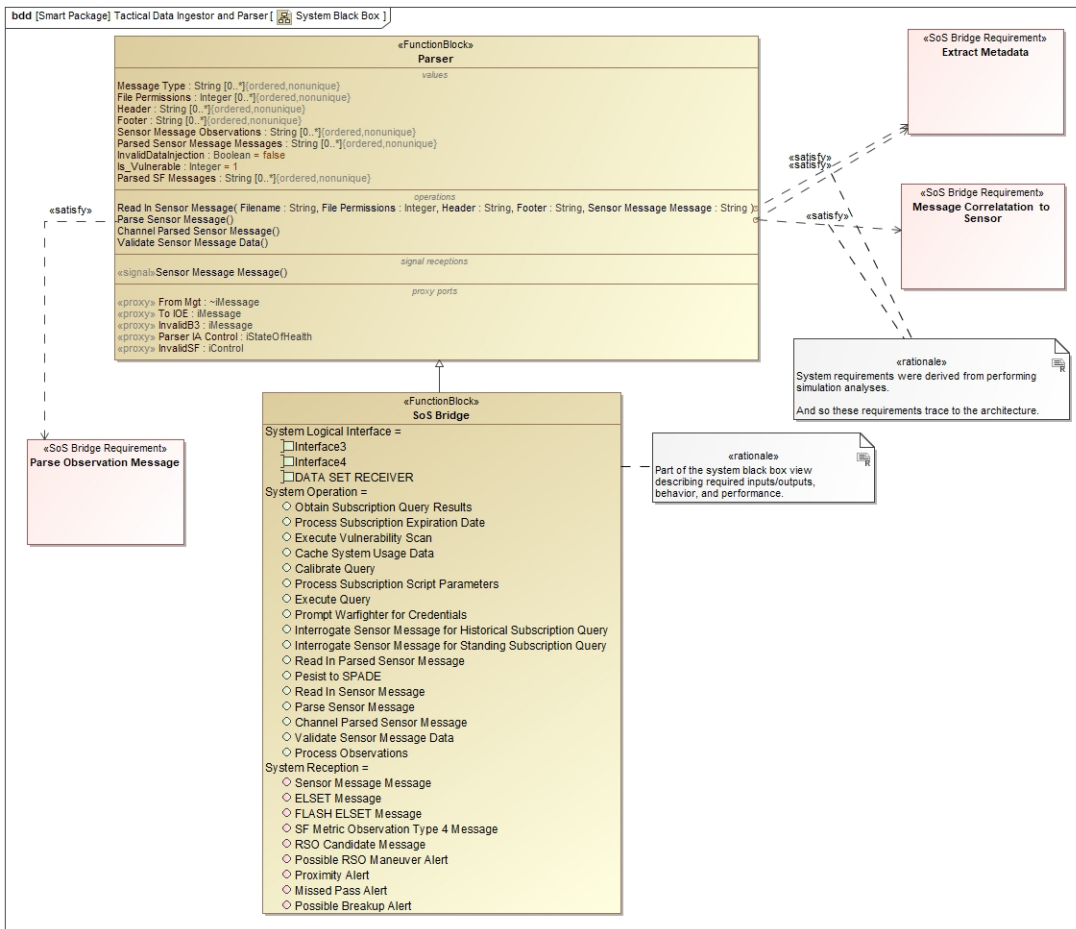 bdd [Smart Package] Tactical Data Ingestor and Parser [ System Black Box ]
«FunctionBlock»
Parser
values
Message Type : String [0..*]{ordered,nonunique}
File Permissions : Integer [0..*]{ordered,nonunique}
Header : String [0..*]{ordered,nonunique}
Footer : String [0..*]{ordered,nonunique}
Sensor Message Observations : String [0..*]{ordered,nonunique}
Parsed Sensor Message Messages : String [0..*]{ordered,nonunique}
InvalidDataInjection : Boolean = false
Is_Vulnerable : Integer = 1
Parsed SF Messages : String [0..*]{ordered,nonunique}
operations
Read In Sensor Message( Filename : String, File Permissions : Integer, Header : String, Footer : String, Sensor Message Message : String )
Parse Sensor Message()
Channel Parsed Sensor Message()
Validate Sensor Message Data()
signal receptions
«signal»Sensor Message Message()
proxy ports
«proxy» From Mgt : ~iMessage
«proxy» To IOE : iMessage
«proxy» InvalidB3 : iMessage
«proxy» Parser IA Control : iStateOfHealth
«proxy» InvalidSF : iControl
«SoS Bridge Requirement»
Extract Metadata
«satisfy»
«satisfy»
«satisfy»
«satisfy»
«SoS Bridge Requirement»
Message Correlatation to
Sensor
«rationale»
System requirements were derived from performing
simulation analyses.
And so these requirements trace to the architecture.
«SoS Bridge Requirement»
Parse Observation Message
«FunctionBlock»
SoS Bridge
System Logical Interface =
Interface3
Interface4
DATA SET RECEIVER
System Operation =
Obtain Subscription Query Results
Process Subscription Expiration Date
Execute Vulnerability Scan
Cache System Usage Data
Calibrate Query
Process Subscription Script Parameters
Execute Query
Prompt Warfighter for Credentials
Interrogate Sensor Message for Historical Subscription Query
Interrogate Sensor Message for Standing Subscription Query
Read In Parsed Sensor Message
Pesist to SPADE
Read In Sensor Message
Parse Sensor Message
Channel Parsed Sensor Message
Validate Sensor Message Data
Process Observations
System Reception =
Sensor Message Message
ELSET Message
FLASH ELSET Message
SF Metric Observation Type 4 Message
RSO Candidate Message
Possible RSO Maneuver Alert
Proximity Alert
Missed Pass Alert
Possible Breakup Alert
«rationale»
Part of the system black box view
describing required inputs/outputs,
behavior, and performance.